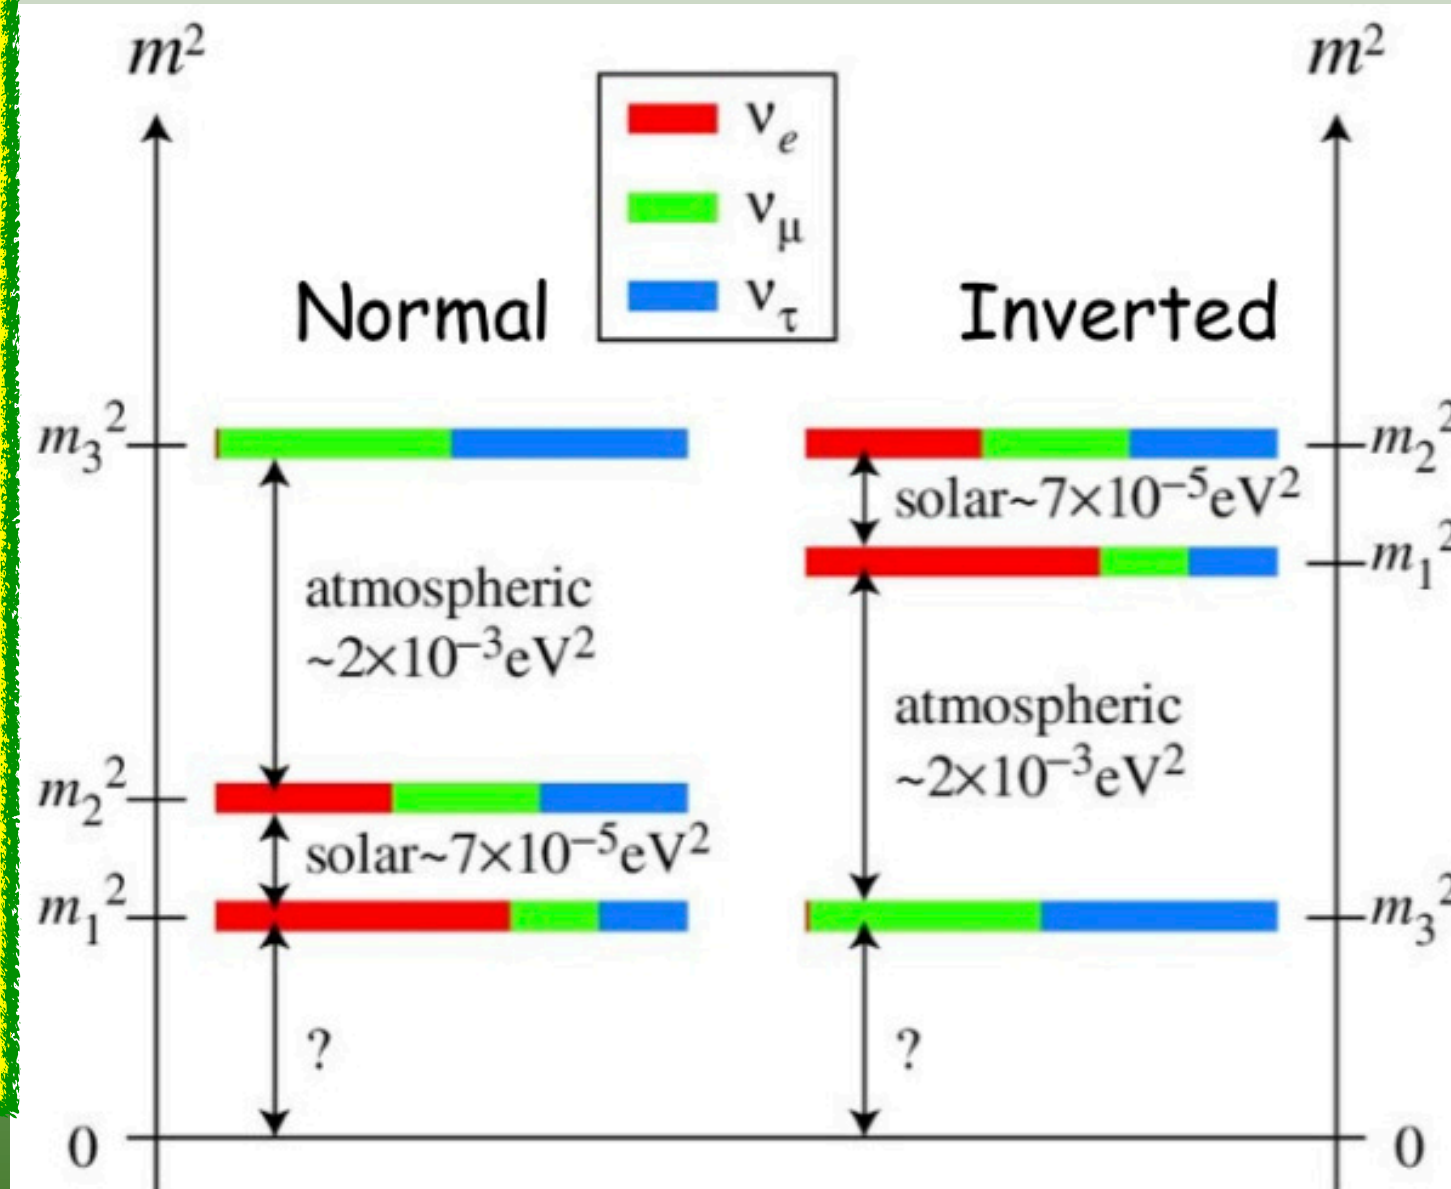 m²
m²
νe
νμ
ντ
Normal
Inverted
m₃²
m₂²
solar~7×10⁻⁵eV²
m₁²
atmospheric
~2×10⁻³eV²
atmospheric
~2×10⁻³eV²
m₂²
solar~7×10⁻⁵eV²
m₁²
m₃²
?
?
0
0